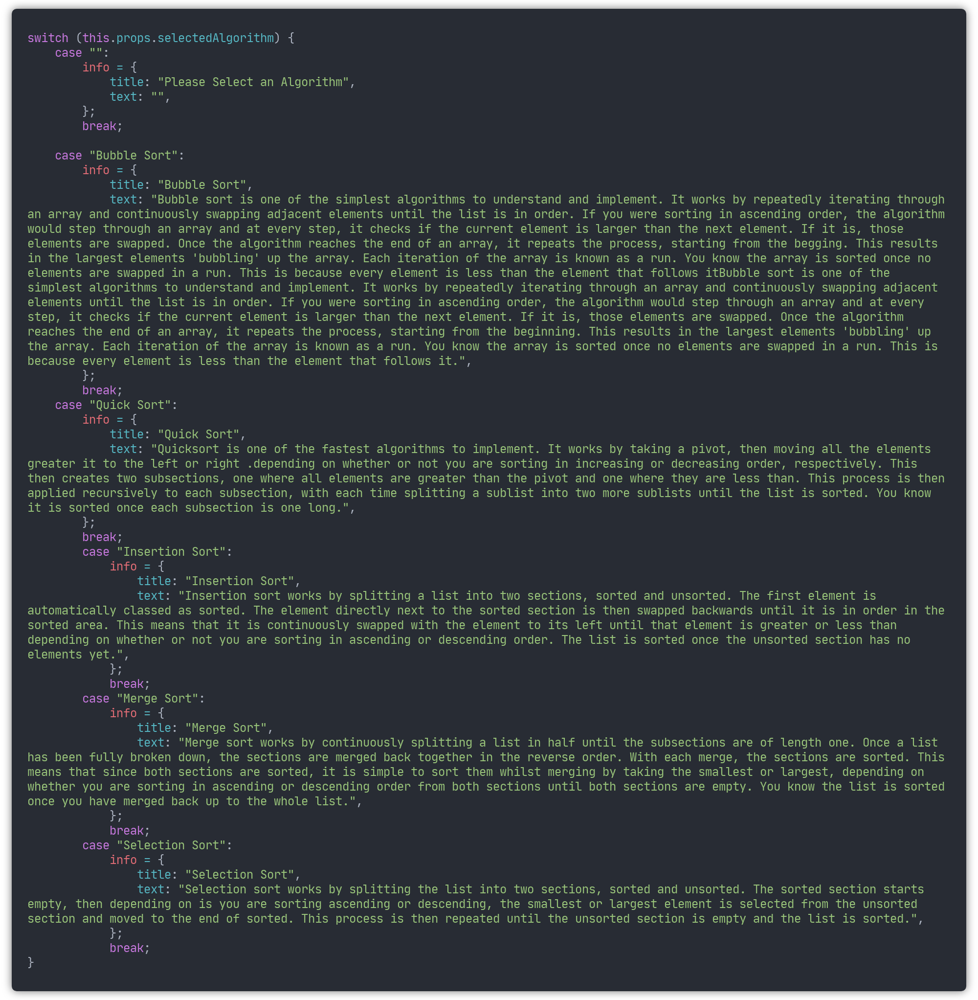 switch (this.props.selectedAlgorithm) {
    case "":
        info = {
            title: "Please Select an Algorithm",
            text: "",
        };
        break;

    case "Bubble Sort":
        info = {
            title: "Bubble Sort",
            text: "Bubble sort is one of the simplest algorithms to understand and implement. It works by repeatedly iterating through
an array and continuously swapping adjacent elements until the list is in order. If you were sorting in ascending order, the algorithm
would step through an array and at every step, it checks if the current element is larger than the next element. If it is, those
elements are swapped. Once the algorithm reaches the end of an array, it repeats the process, starting from the begging. This results
in the largest elements 'bubbling' up the array. Each iteration of the array is known as a run. You know the array is sorted once no
elements are swapped in a run. This is because every element is less than the element that follows itBubble sort is one of the
simplest algorithms to understand and implement. It works by repeatedly iterating through an array and continuously swapping adjacent
elements until the list is in order. If you were sorting in ascending order, the algorithm would step through an array and at every
step, it checks if the current element is larger than the next element. If it is, those elements are swapped. Once the algorithm
reaches the end of an array, it repeats the process, starting from the beginning. This results in the largest elements 'bubbling' up
the array. Each iteration of the array is known as a run. You know the array is sorted once no elements are swapped in a run. This is
because every element is less than the element that follows it.",
        };
        break;
    case "Quick Sort":
        info = {
            title: "Quick Sort",
            text: "Quicksort is one of the fastest algorithms to implement. It works by taking a pivot, then moving all the elements
greater it to the left or right .depending on whether or not you are sorting in increasing or decreasing order, respectively. This
then creates two subsections, one where all elements are greater than the pivot and one where they are less than. This process is then
applied recursively to each subsection, with each time splitting a sublist into two more sublists until the list is sorted. You know
it is sorted once each subsection is one long.",
        };
        break;
        case "Insertion Sort":
            info = {
                title: "Insertion Sort",
                text: "Insertion sort works by splitting a list into two sections, sorted and unsorted. The first element is
automatically classed as sorted. The element directly next to the sorted section is then swapped backwards until it is in order in the
sorted area. This means that it is continuously swapped with the element to its left until that element is greater or less than
depending on whether or not you are sorting in ascending or descending order. The list is sorted once the unsorted section has no
elements yet.",
            };
            break;
        case "Merge Sort":
            info = {
                title: "Merge Sort",
                text: "Merge sort works by continuously splitting a list in half until the subsections are of length one. Once a list
has been fully broken down, the sections are merged back together in the reverse order. With each merge, the sections are sorted. This
means that since both sections are sorted, it is simple to sort them whilst merging by taking the smallest or largest, depending on
whether you are sorting in ascending or descending order from both sections until both sections are empty. You know the list is sorted
once you have merged back up to the whole list.",
            };
            break;
        case "Selection Sort":
            info = {
                title: "Selection Sort",
                text: "Selection sort works by splitting the list into two sections, sorted and unsorted. The sorted section starts
empty, then depending on is you are sorting ascending or descending, the smallest or largest element is selected from the unsorted
section and moved to the end of sorted. This process is then repeated until the unsorted section is empty and the list is sorted.",
            };
            break;
}